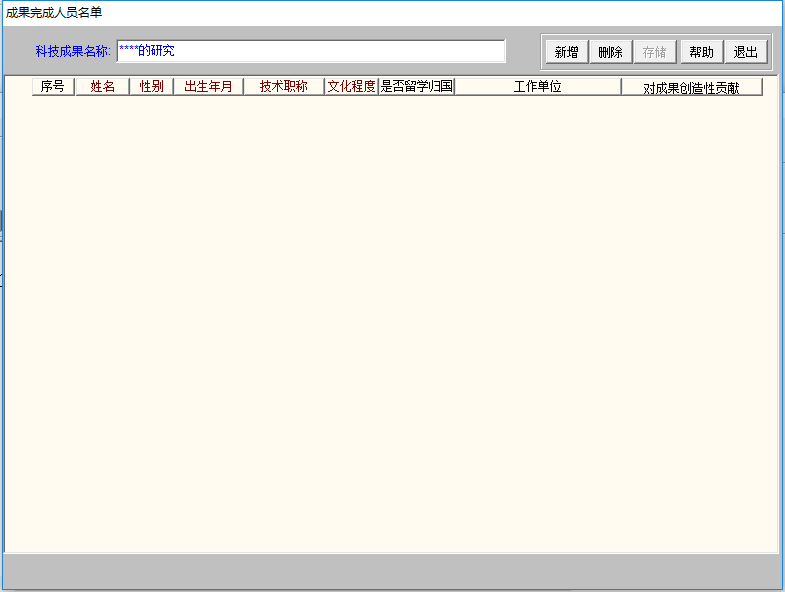 成果完成人员名单
科技成果名称: ****的研究 新增 删除 存储 帮助 退出
序号 姓名 性别 出生年月 技术职称 文化程度 是否留学归国 工作单位 对成果创造性贡献